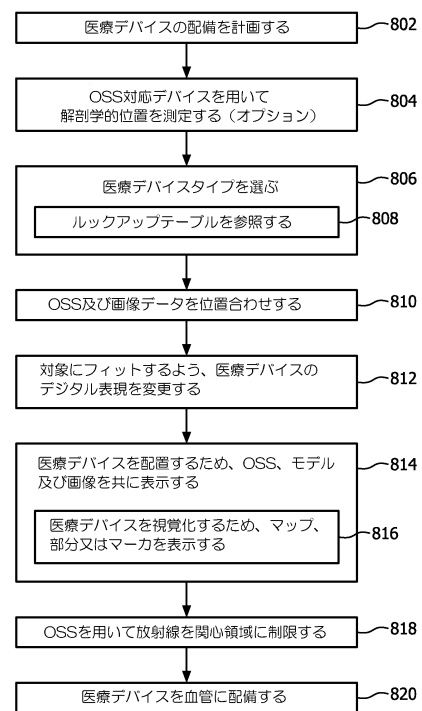 医療デバイスの配備を計画する
802
OSS対応デバイスを用いて
解剖学的位置を測定する（オプション）
804
医療デバイスタイプを選ぶ
806
ルックアップテーブルを参照する
808
OSS及び画像データを位置合わせする
810
対象にフィットするよう、医療デバイスの
デジタル表現を変更する
812
医療デバイスを配置するため、OSS、モデル
及び画像を共に表示する
814
医療デバイスを視覚化するため、マップ、
部分又はマーカを表示する
816
OSSを用いて放射線を関心領域に制限する
818
医療デバイスを血管に配備する
820